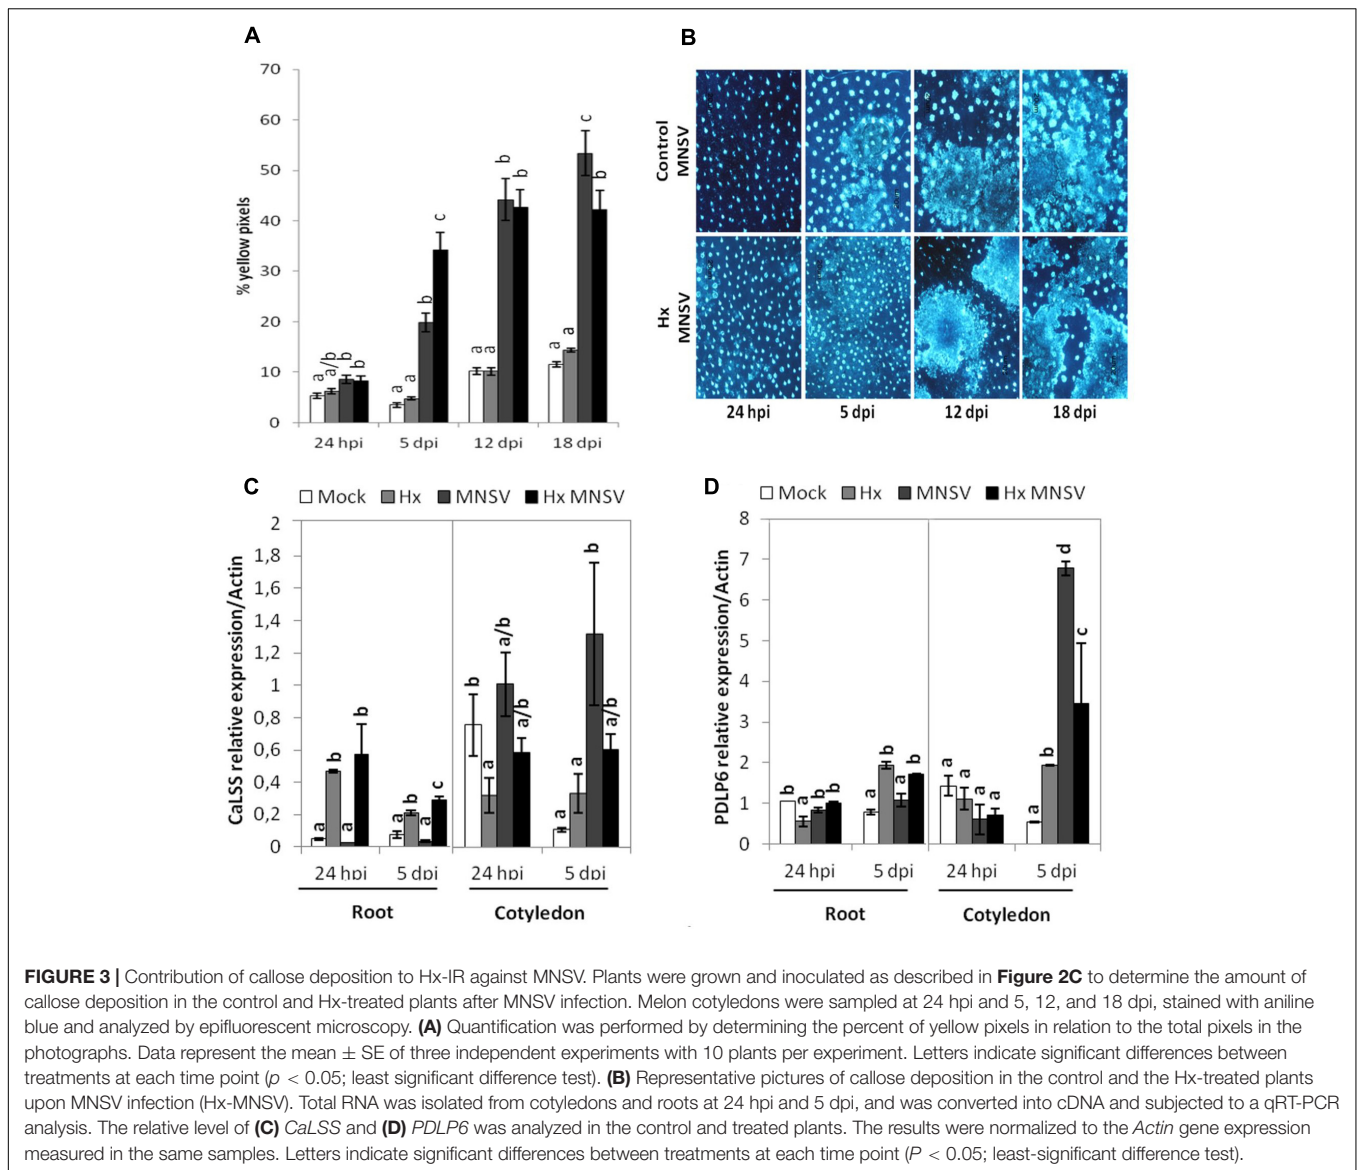 A
B
70
60
50
40
30
20
10
0
% yellow pixels
a a/b b b
a a b c
a a b b
a a c b
24 hpi 5 dpi 12 dpi 18 dpi
Control
MNSV
Hx
MNSV
24 hpi 5 dpi 12 dpi 18 dpi
C
Mock Hx MNSV Hx MNSV
2
1,8
1,6
1,4
1,2
1
0,8
0,6
0,4
0,2
0
CaLSS relative expression/Actin
a b a b
a b a c
b a a/b a/b
a a b a/b
24 hpi 5 dpi 24 hpi 5 dpi
Root Cotyledon
D
Mock Hx MNSV Hx MNSV
8
7
6
5
4
3
2
1
0
PDLP6 relative expression/Actin
b a b b
a b a b
a a a a
a b d c
24 hpi 5 dpi 24 hpi 5 dpi
Root Cotyledon
FIGURE 3 | Contribution of callose deposition to Hx-IR against MNSV. Plants were grown and inoculated as described in Figure 2C to determine the amount of
callose deposition in the control and Hx-treated plants after MNSV infection. Melon cotyledons were sampled at 24 hpi and 5, 12, and 18 dpi, stained with aniline
blue and analyzed by epifluorescent microscopy. (A) Quantification was performed by determining the percent of yellow pixels in relation to the total pixels in the
photographs. Data represent the mean ± SE of three independent experiments with 10 plants per experiment. Letters indicate significant differences between
treatments at each time point (p < 0.05; least significant difference test). (B) Representative pictures of callose deposition in the control and the Hx-treated plants
upon MNSV infection (Hx-MNSV). Total RNA was isolated from cotyledons and roots at 24 hpi and 5 dpi, and was converted into cDNA and subjected to a qRT-PCR
analysis. The relative level of (C) CaLSS and (D) PDLP6 was analyzed in the control and treated plants. The results were normalized to the Actin gene expression
measured in the same samples. Letters indicate significant differences between treatments at each time point (P < 0.05; least-significant difference test).